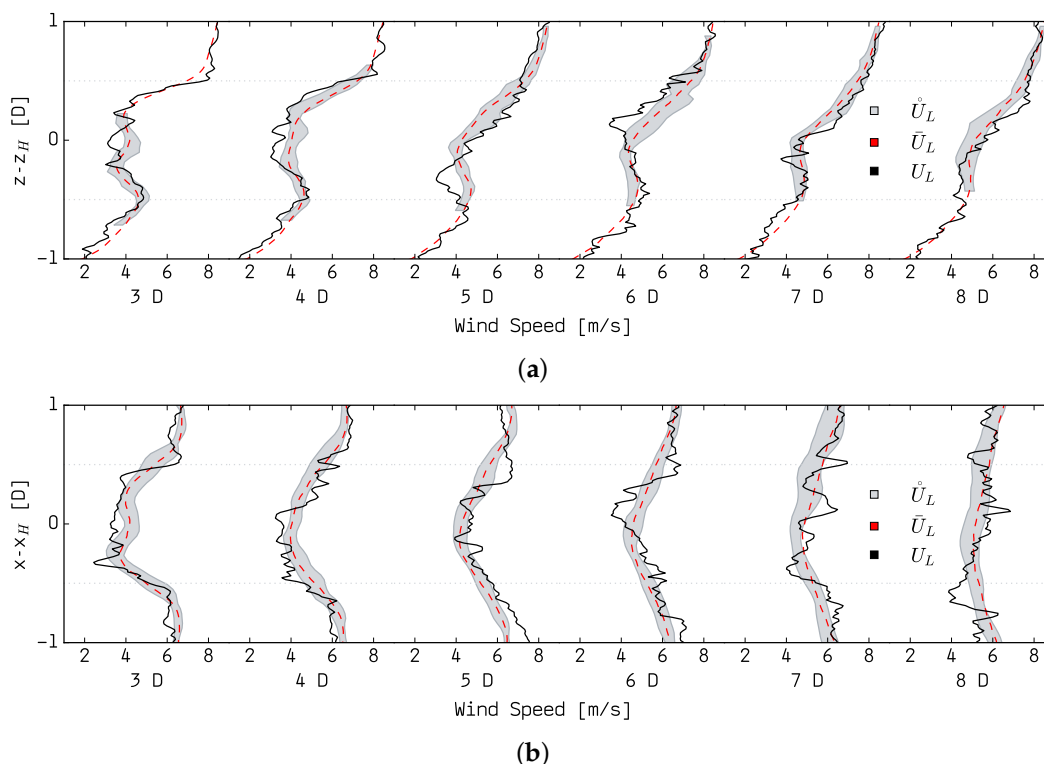 1
0
−1
z-z_H [D]
Ů_L
Ū_L
U_L
2 4 6 8 2 4 6 8 2 4 6 8 2 4 6 8 2 4 6 8 2 4 6 8
3 D 4 D 5 D 6 D 7 D 8 D
Wind Speed [m/s]
(a)
1
0
−1
x-x_H [D]
Ů_L
Ū_L
U_L
2 4 6 8 2 4 6 8 2 4 6 8 2 4 6 8 2 4 6 8 2 4 6 8
3 D 4 D 5 D 6 D 7 D 8 D
Wind Speed [m/s]
(b)